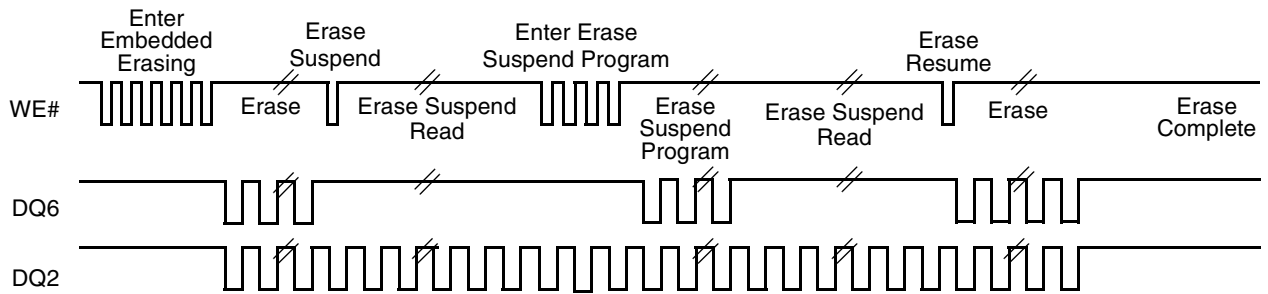 Enter
Embedded
Erasing
Erase
Suspend
Enter Erase
Suspend Program
Erase
Resume
WE#
Erase
Erase Suspend
Read
Erase
Suspend
Program
Erase Suspend
Read
Erase
Erase
Complete
DQ6
DQ2